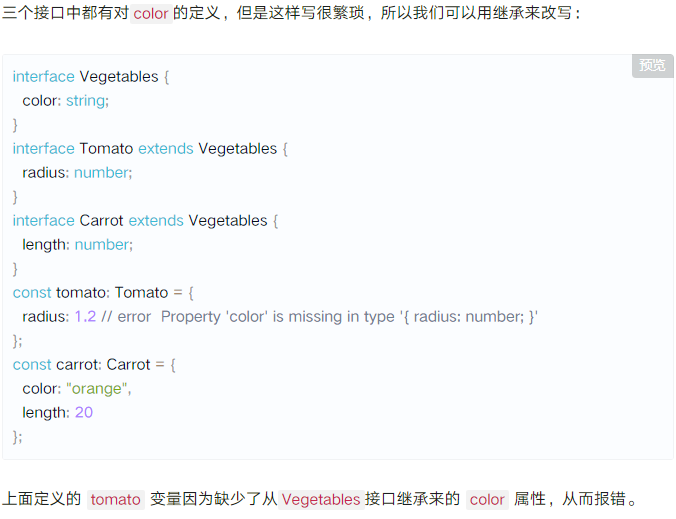 三个接口中都有对 color 的定义，但是这样写很繁琐，所以我们可以用继承来改写：
预览
interface Vegetables {
  color: string;
}
interface Tomato extends Vegetables {
  radius: number;
}
interface Carrot extends Vegetables {
  length: number;
}
const tomato: Tomato = {
  radius: 1.2 // error  Property 'color' is missing in type '{ radius: number; }'
};
const carrot: Carrot = {
  color: "orange",
  length: 20
};
上面定义的 tomato 变量因为缺少了从 Vegetables 接口继承来的 color 属性，从而报错。